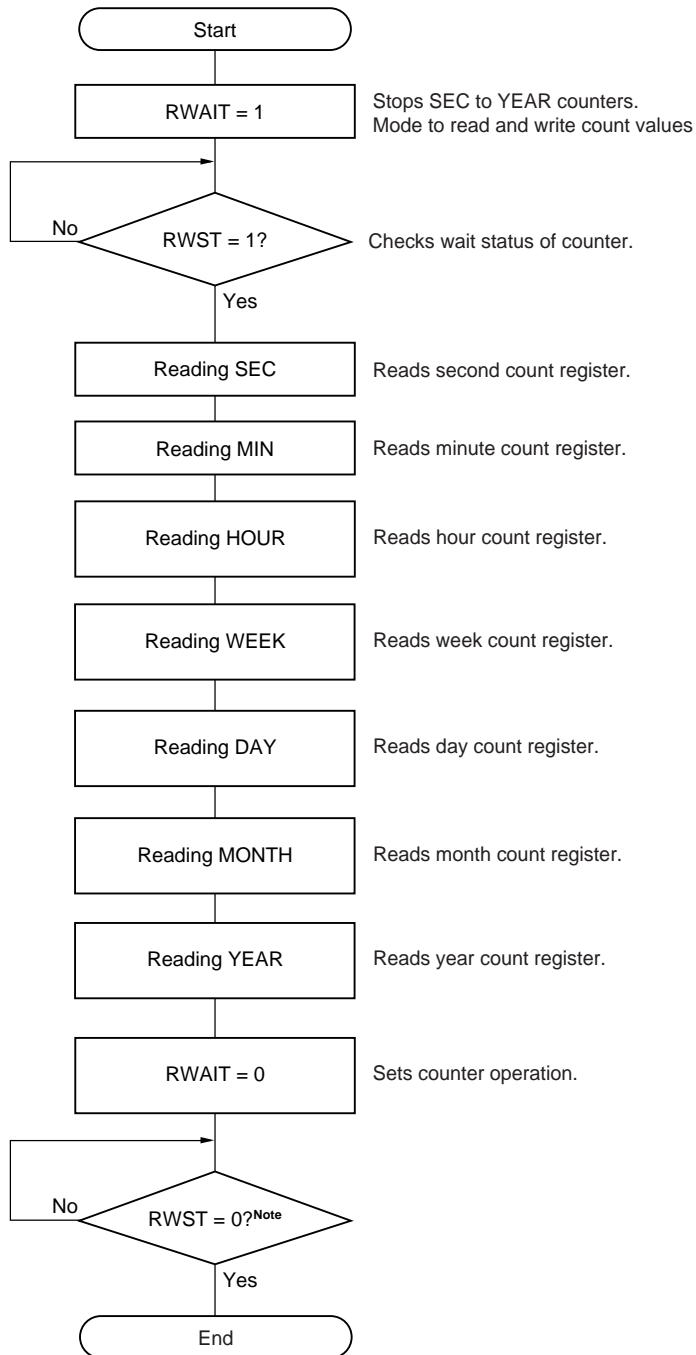 Start
RWAIT = 1
Stops SEC to YEAR counters.
Mode to read and write count values
No
RWST = 1?
Checks wait status of counter.
Yes
Reading SEC
Reads second count register.
Reading MIN
Reads minute count register.
Reading HOUR
Reads hour count register.
Reading WEEK
Reads week count register.
Reading DAY
Reads day count register.
Reading MONTH
Reads month count register.
Reading YEAR
Reads year count register.
RWAIT = 0
Sets counter operation.
No
RWST = 0?Note
Yes
End